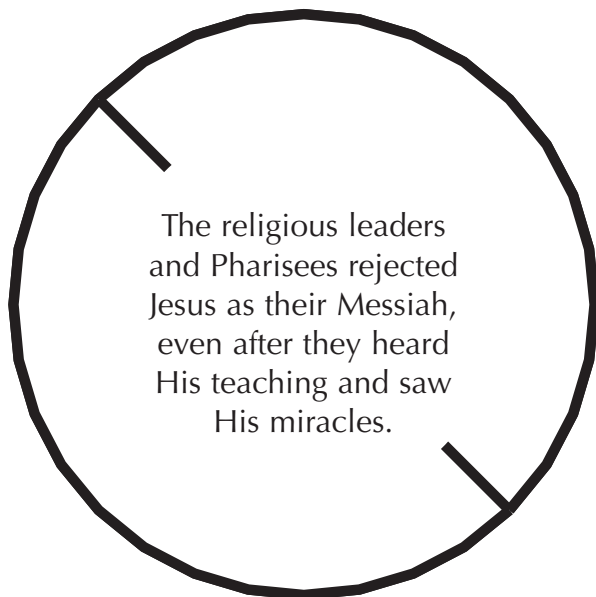 The religious leaders
and Pharisees rejected
Jesus as their Messiah,
even after they heard
His teaching and saw
His miracles.